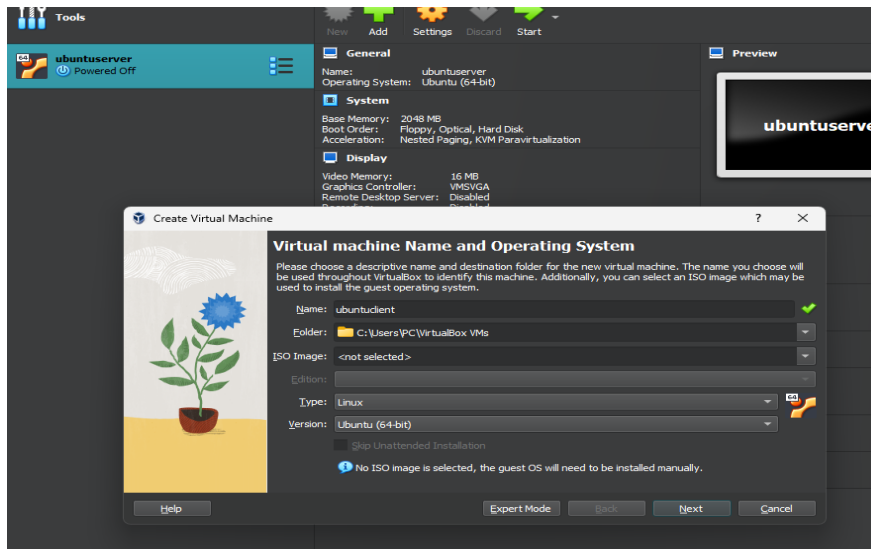 Tools
New Add Settings Discard Start
64
ubuntuserver
Powered Off
General
Name: ubuntuserver
Operating System: Ubuntu (64-bit)
System
Base Memory: 2048 MB
Boot Order: Floppy, Optical, Hard Disk
Acceleration: Nested Paging, KVM Paravirtualization
Display
Video Memory: 16 MB
Graphics Controller: VMSVGA
Remote Desktop Server: Disabled
Preview
ubuntuserve
Create Virtual Machine ?
Virtual machine Name and Operating System
Please choose a descriptive name and destination folder for the new virtual machine. The name you choose will
be used throughout VirtualBox to identify this machine. Additionally, you can select an ISO image which may be
used to install the guest operating system.
Name: ubuntuclient
Folder: C:\Users\PC\VirtualBox VMs
ISO Image: <not selected>
Edition:
Type: Linux
64
Version: Ubuntu (64-bit)
Skip Unattended Installation
No ISO image is selected, the guest OS will need to be installed manually.
Help Expert Mode Back Next Cancel